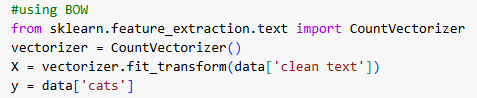 #using BOW
from sklearn.feature_extraction.text import CountVectorizer
vectorizer = CountVectorizer()
X = vectorizer.fit_transform(data['clean text'])
y = data['cats']